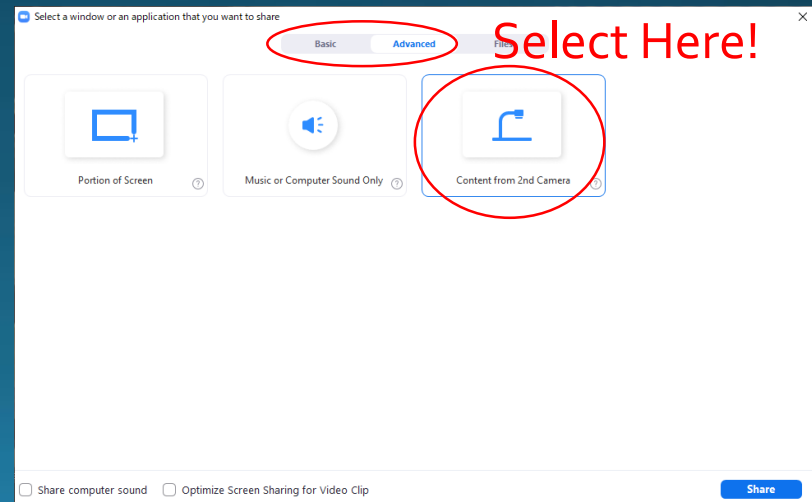 Select a window or an application that you want to share
Basic Advanced Files
Select Here!
Portion of Screen
Music or Computer Sound Only
Content from 2nd Camera
Share computer sound
Optimize Screen Sharing for Video Clip
Share